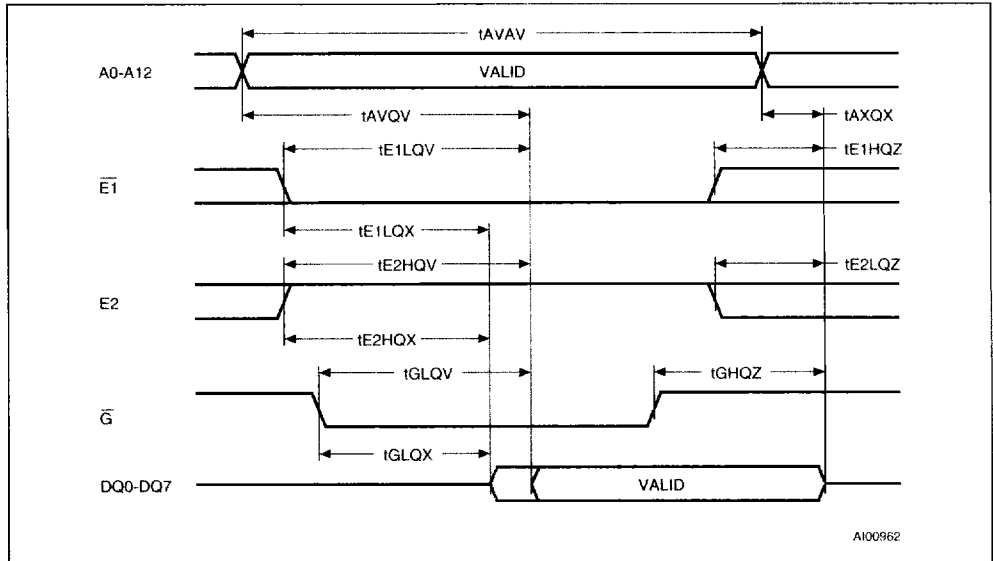 tAVAV
A0-A12
VALID
tAVQV
tAXQX
tE1LQV
tE1HQZ
E1
tE1LQX
tE2HQV
tE2LQZ
E2
tE2HQX
tGLQV
tGHQZ
G
tGLQX
DQ0-DQ7
VALID
AI00962